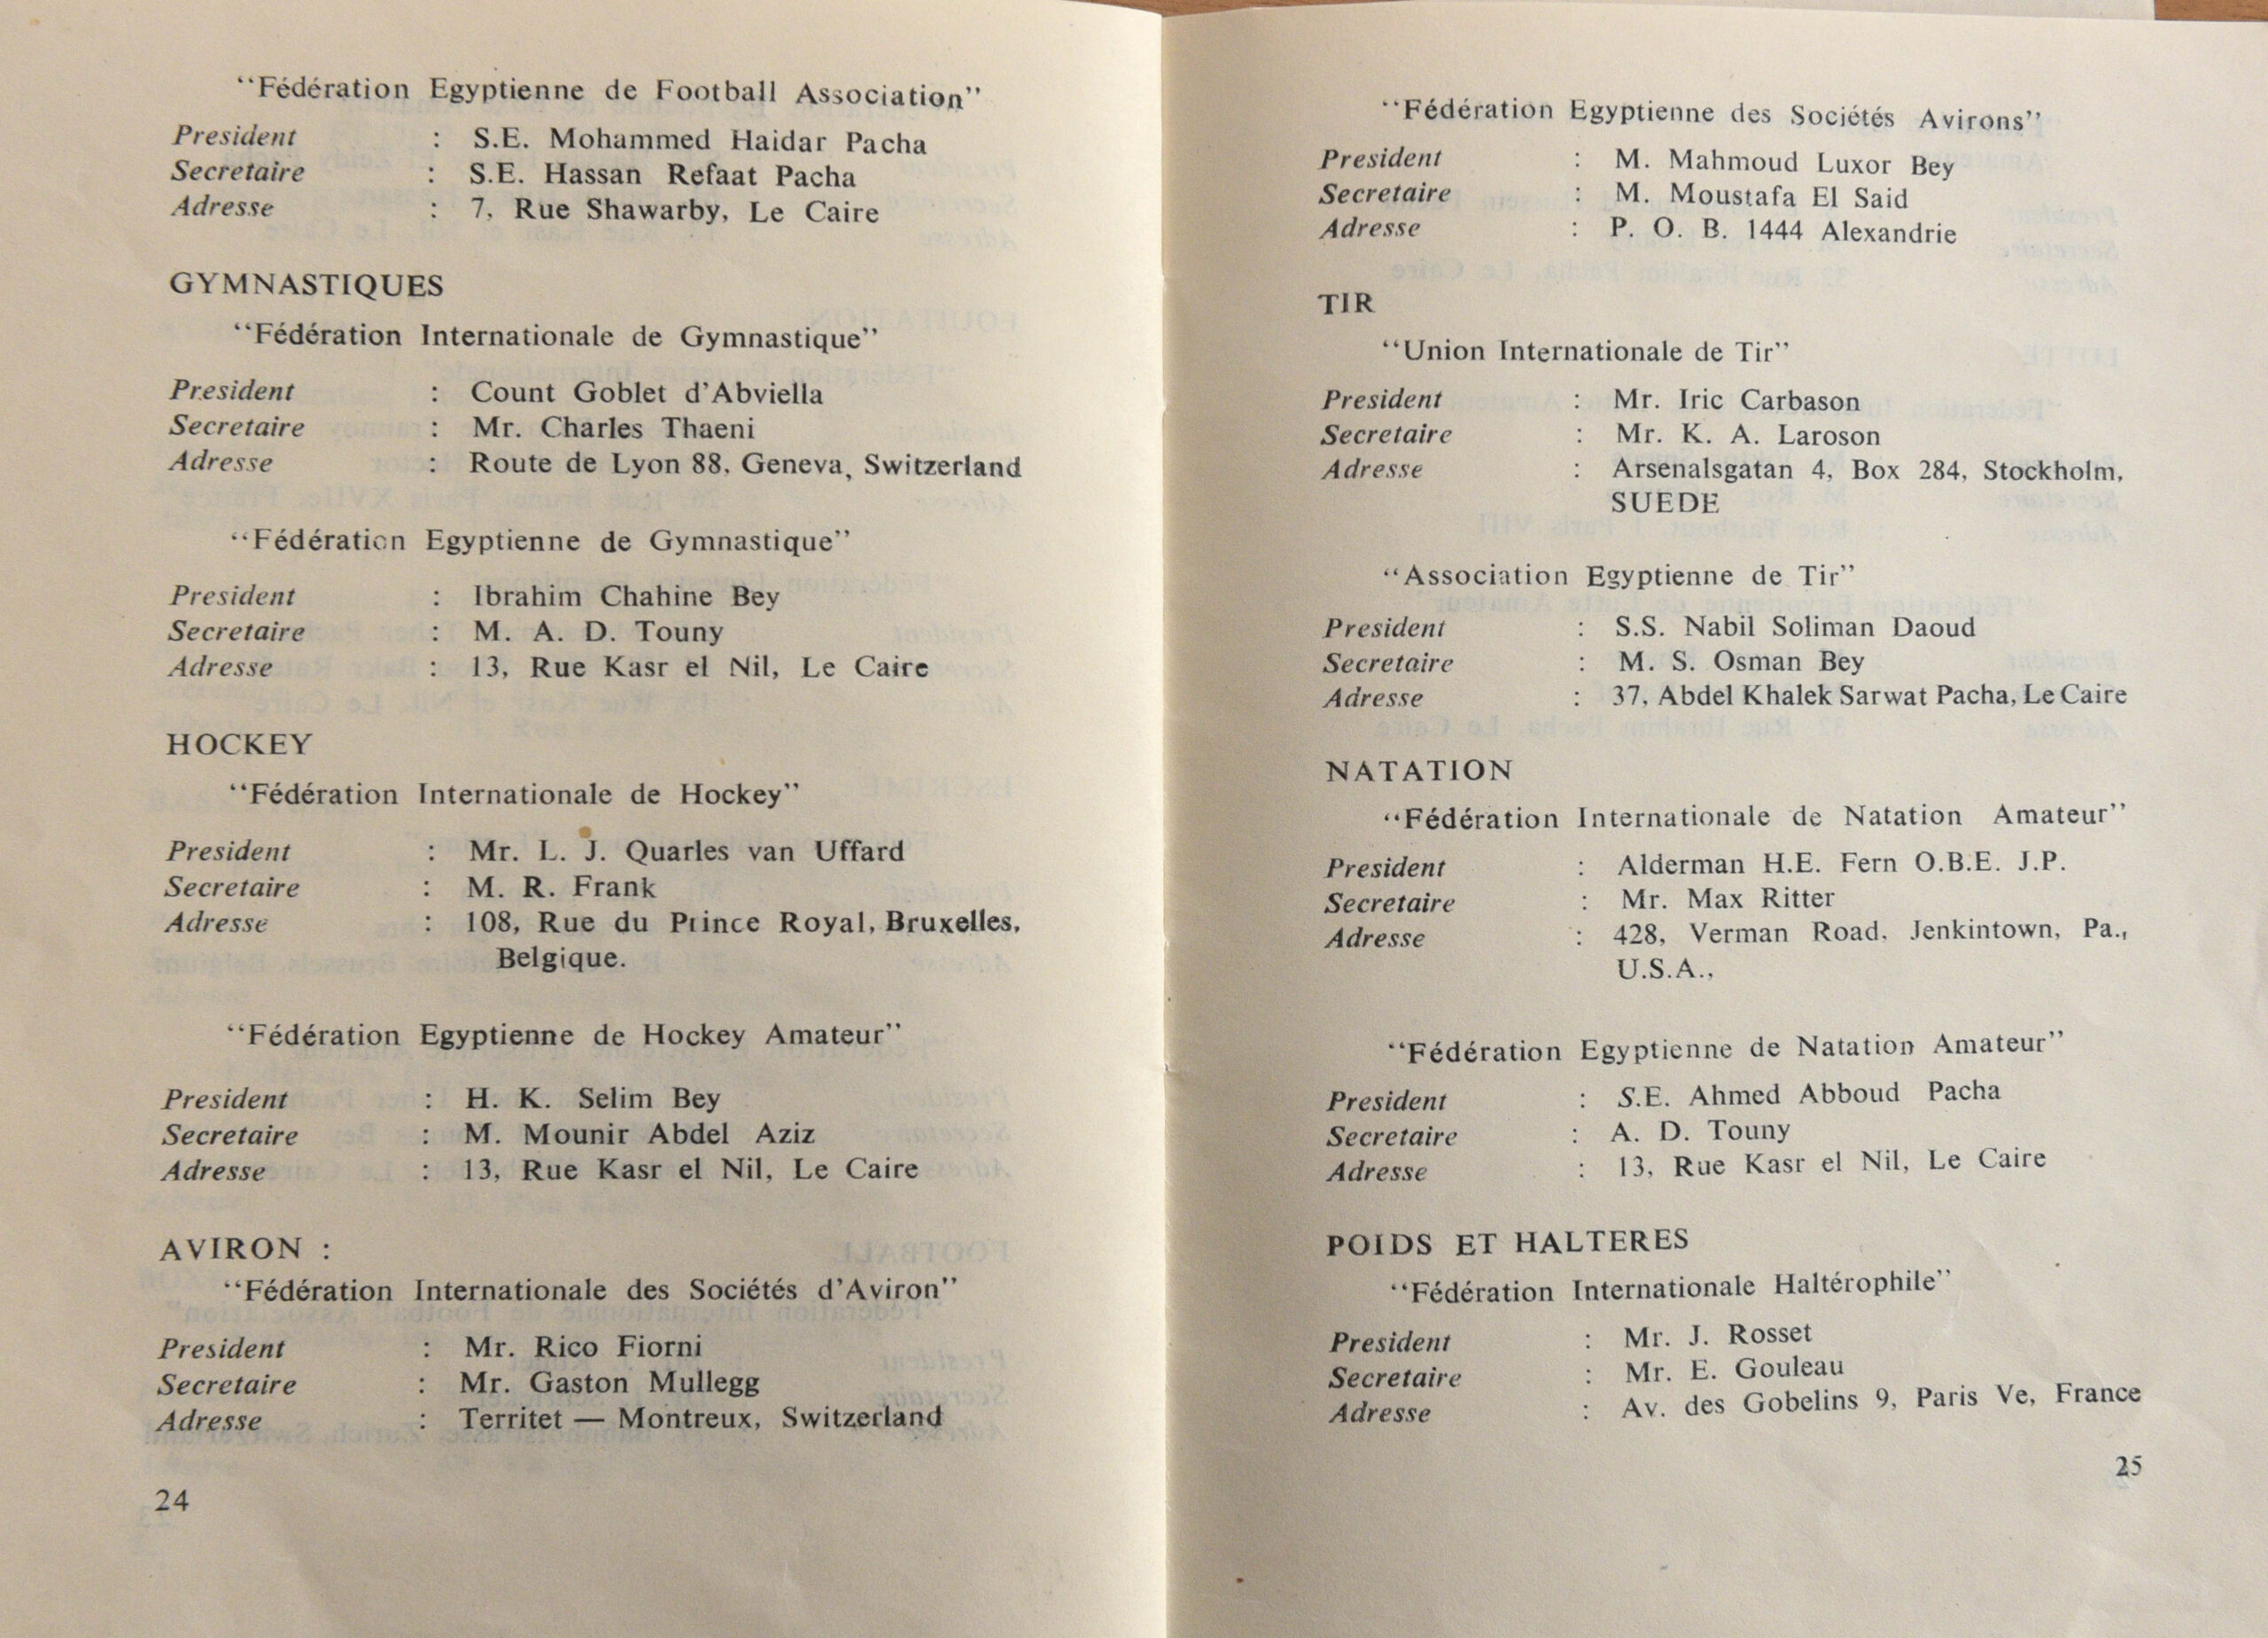 “Fédération Egyptienne de Football Association”
President : S.E. Mohammed Haidar Pacha
Secretaire : S.E. Hassan Refaat Pacha
Adresse : 7, Rue Shawarby, Le Caire
GYMNASTIQUES
“Fédération Internationale de Gymnastique”
President : Count Goblet d’Abviella
Secretaire : Mr. Charles Thaeni
Adresse : Route de Lyon 88, Geneva, Switzerland
“Fédération Egyptienne de Gymnastique”
President : Ibrahim Chahine Bey
Secretaire : M. A. D. Touny
Adresse : 13, Rue Kasr el Nil, Le Caire
HOCKEY
“Fédération Internationale de Hockey”
President : Mr. L. J. Quarles van Uffard
Secretaire : M. R. Frank
Adresse : 108, Rue du Prince Royal, Bruxelles,
Belgique.
“Fédération Egyptienne de Hockey Amateur”
President : H. K. Selim Bey
Secretaire : M. Mounir Abdel Aziz
Adresse : 13, Rue Kasr el Nil, Le Caire
AVIRON :
“Fédération Internationale des Sociétés d’Aviron”
President : Mr. Rico Fiorni
Secretaire : Mr. Gaston Mullegg
Adresse : Territet — Montreux, Switzerland
24
“Fédération Egyptienne des Sociétés Avirons”
President : M. Mahmoud Luxor Bey
Secretaire : M. Moustafa El Said
Adresse : P. O. B. 1444 Alexandrie
TIR
“Union Internationale de Tir”
President : Mr. Iric Carbason
Secretaire : Mr. K. A. Laroson
Adresse : Arsenalsgatan 4, Box 284, Stockholm,
SUEDE
“Association Egyptienne de Tir”
President : S.S. Nabil Soliman Daoud
Secretaire : M. S. Osman Bey
Adresse : 37, Abdel Khalek Sarwat Pacha, Le Caire
NATATION
“Fédération Internationale de Natation Amateur”
President : Alderman H.E. Fern O.B.E. J.P.
Secretaire : Mr. Max Ritter
Adresse : 428, Verman Road, Jenkintown, Pa.,
U.S.A.,
“Fédération Egyptienne de Natation Amateur”
President : S.E. Ahmed Abboud Pacha
Secretaire : A. D. Touny
Adresse : 13, Rue Kasr el Nil, Le Caire
POIDS ET HALTERES
“Fédération Internationale Haltérophile”
President : Mr. J. Rosset
Secretaire : Mr. E. Gouleau
Adresse : Av. des Gobelins 9, Paris Ve, France
25